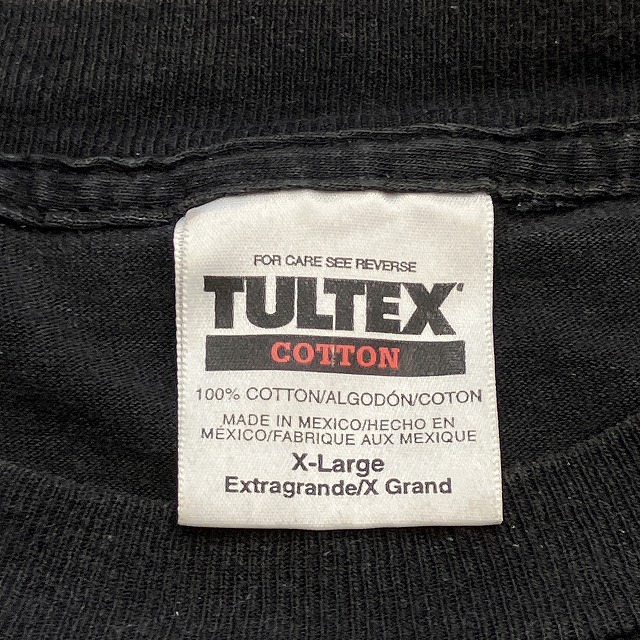 FOR CARE SEE REVERSE
TULTEX
COTTON
100% COTTON/ALGODÓN/COTON
MADE IN MEXICO/HECHO EN
MÉXICO/FABRIQUE AUX MEXIQUE
X-Large
Extragrande/X Grand